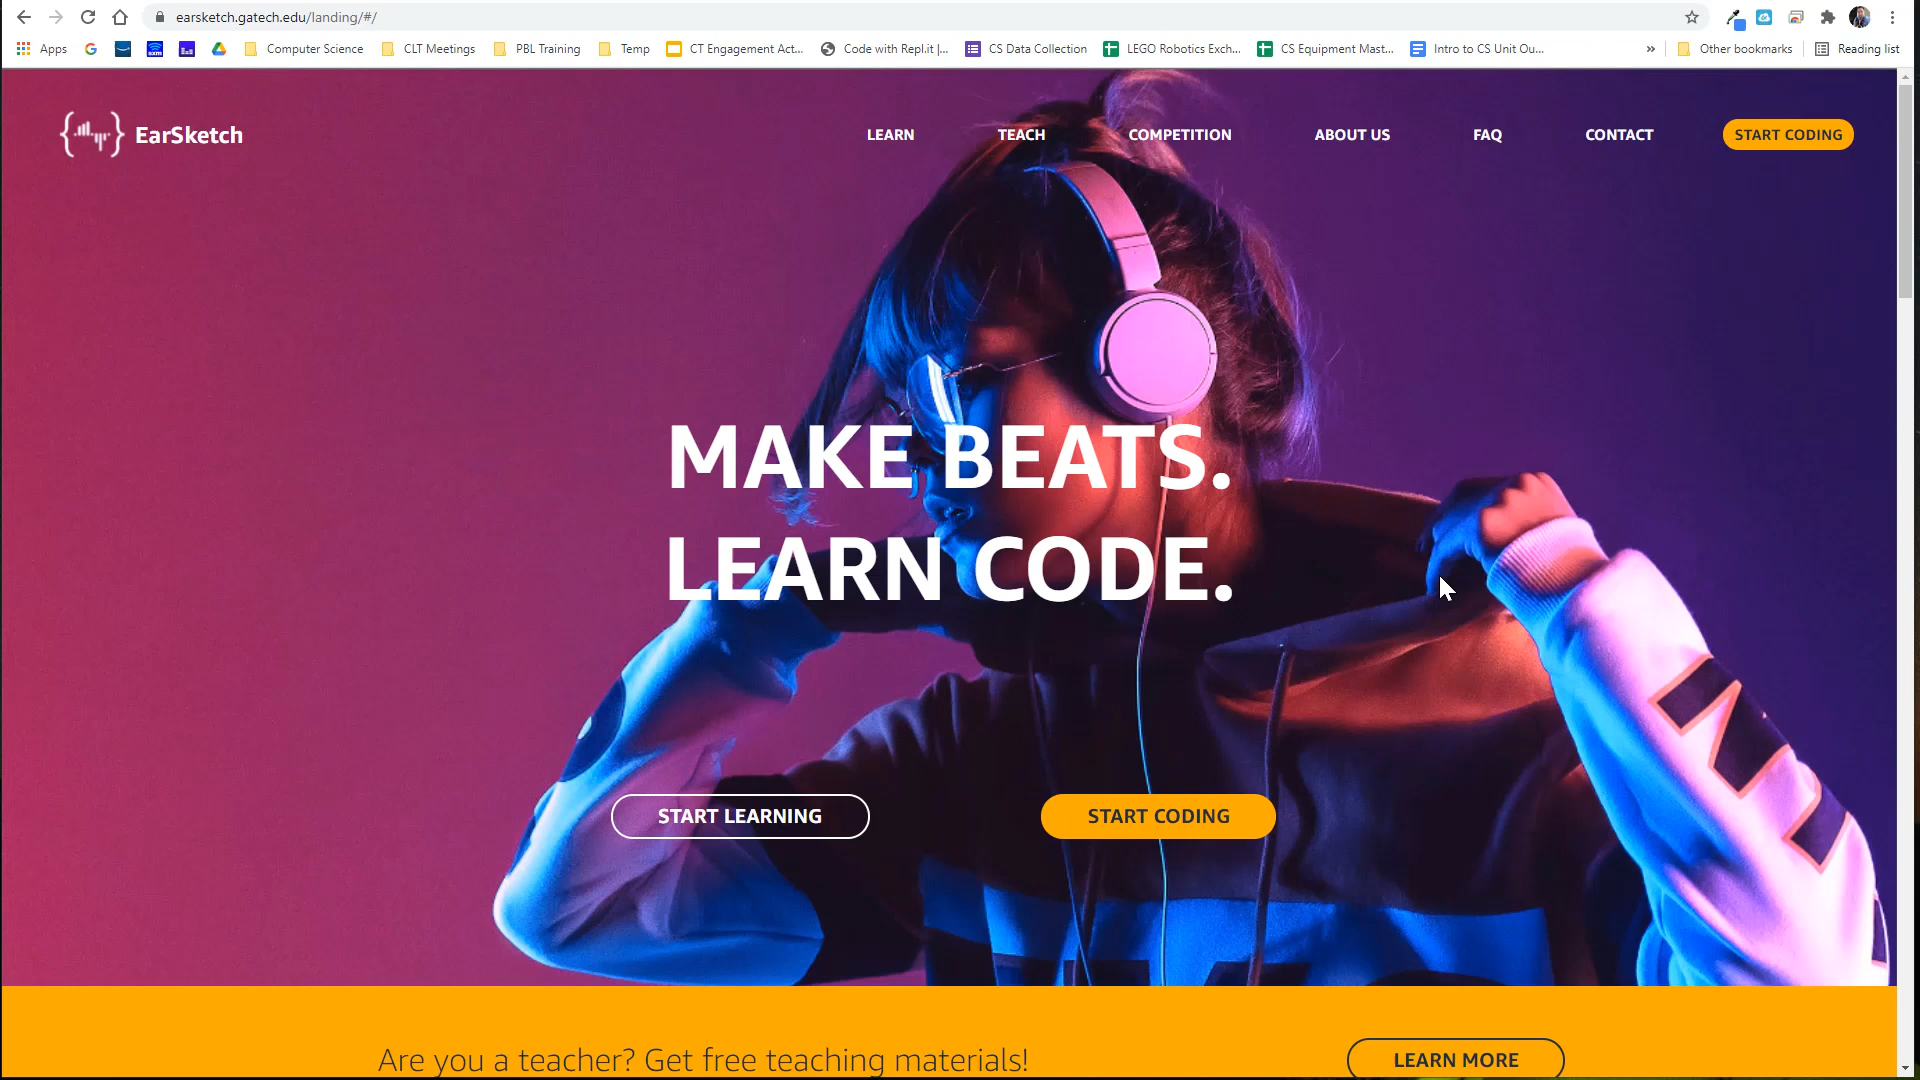 earsketch.gatech.edu/landing/#/
Apps
Computer Science
CLT Meetings
PBL Training
Temp
CT Engagement Act...
Code with Repl.it |...
CS Data Collection
LEGO Robotics Exch...
CS Equipment Mast...
Intro to CS Unit Ou...
»
Other bookmarks
Reading list
EarSketch
LEARN
TEACH
COMPETITION
ABOUT US
FAQ
CONTACT
START CODING
MAKE BEATS.
LEARN CODE.
START LEARNING
START CODING
Are you a teacher? Get free teaching materials!
LEARN MORE